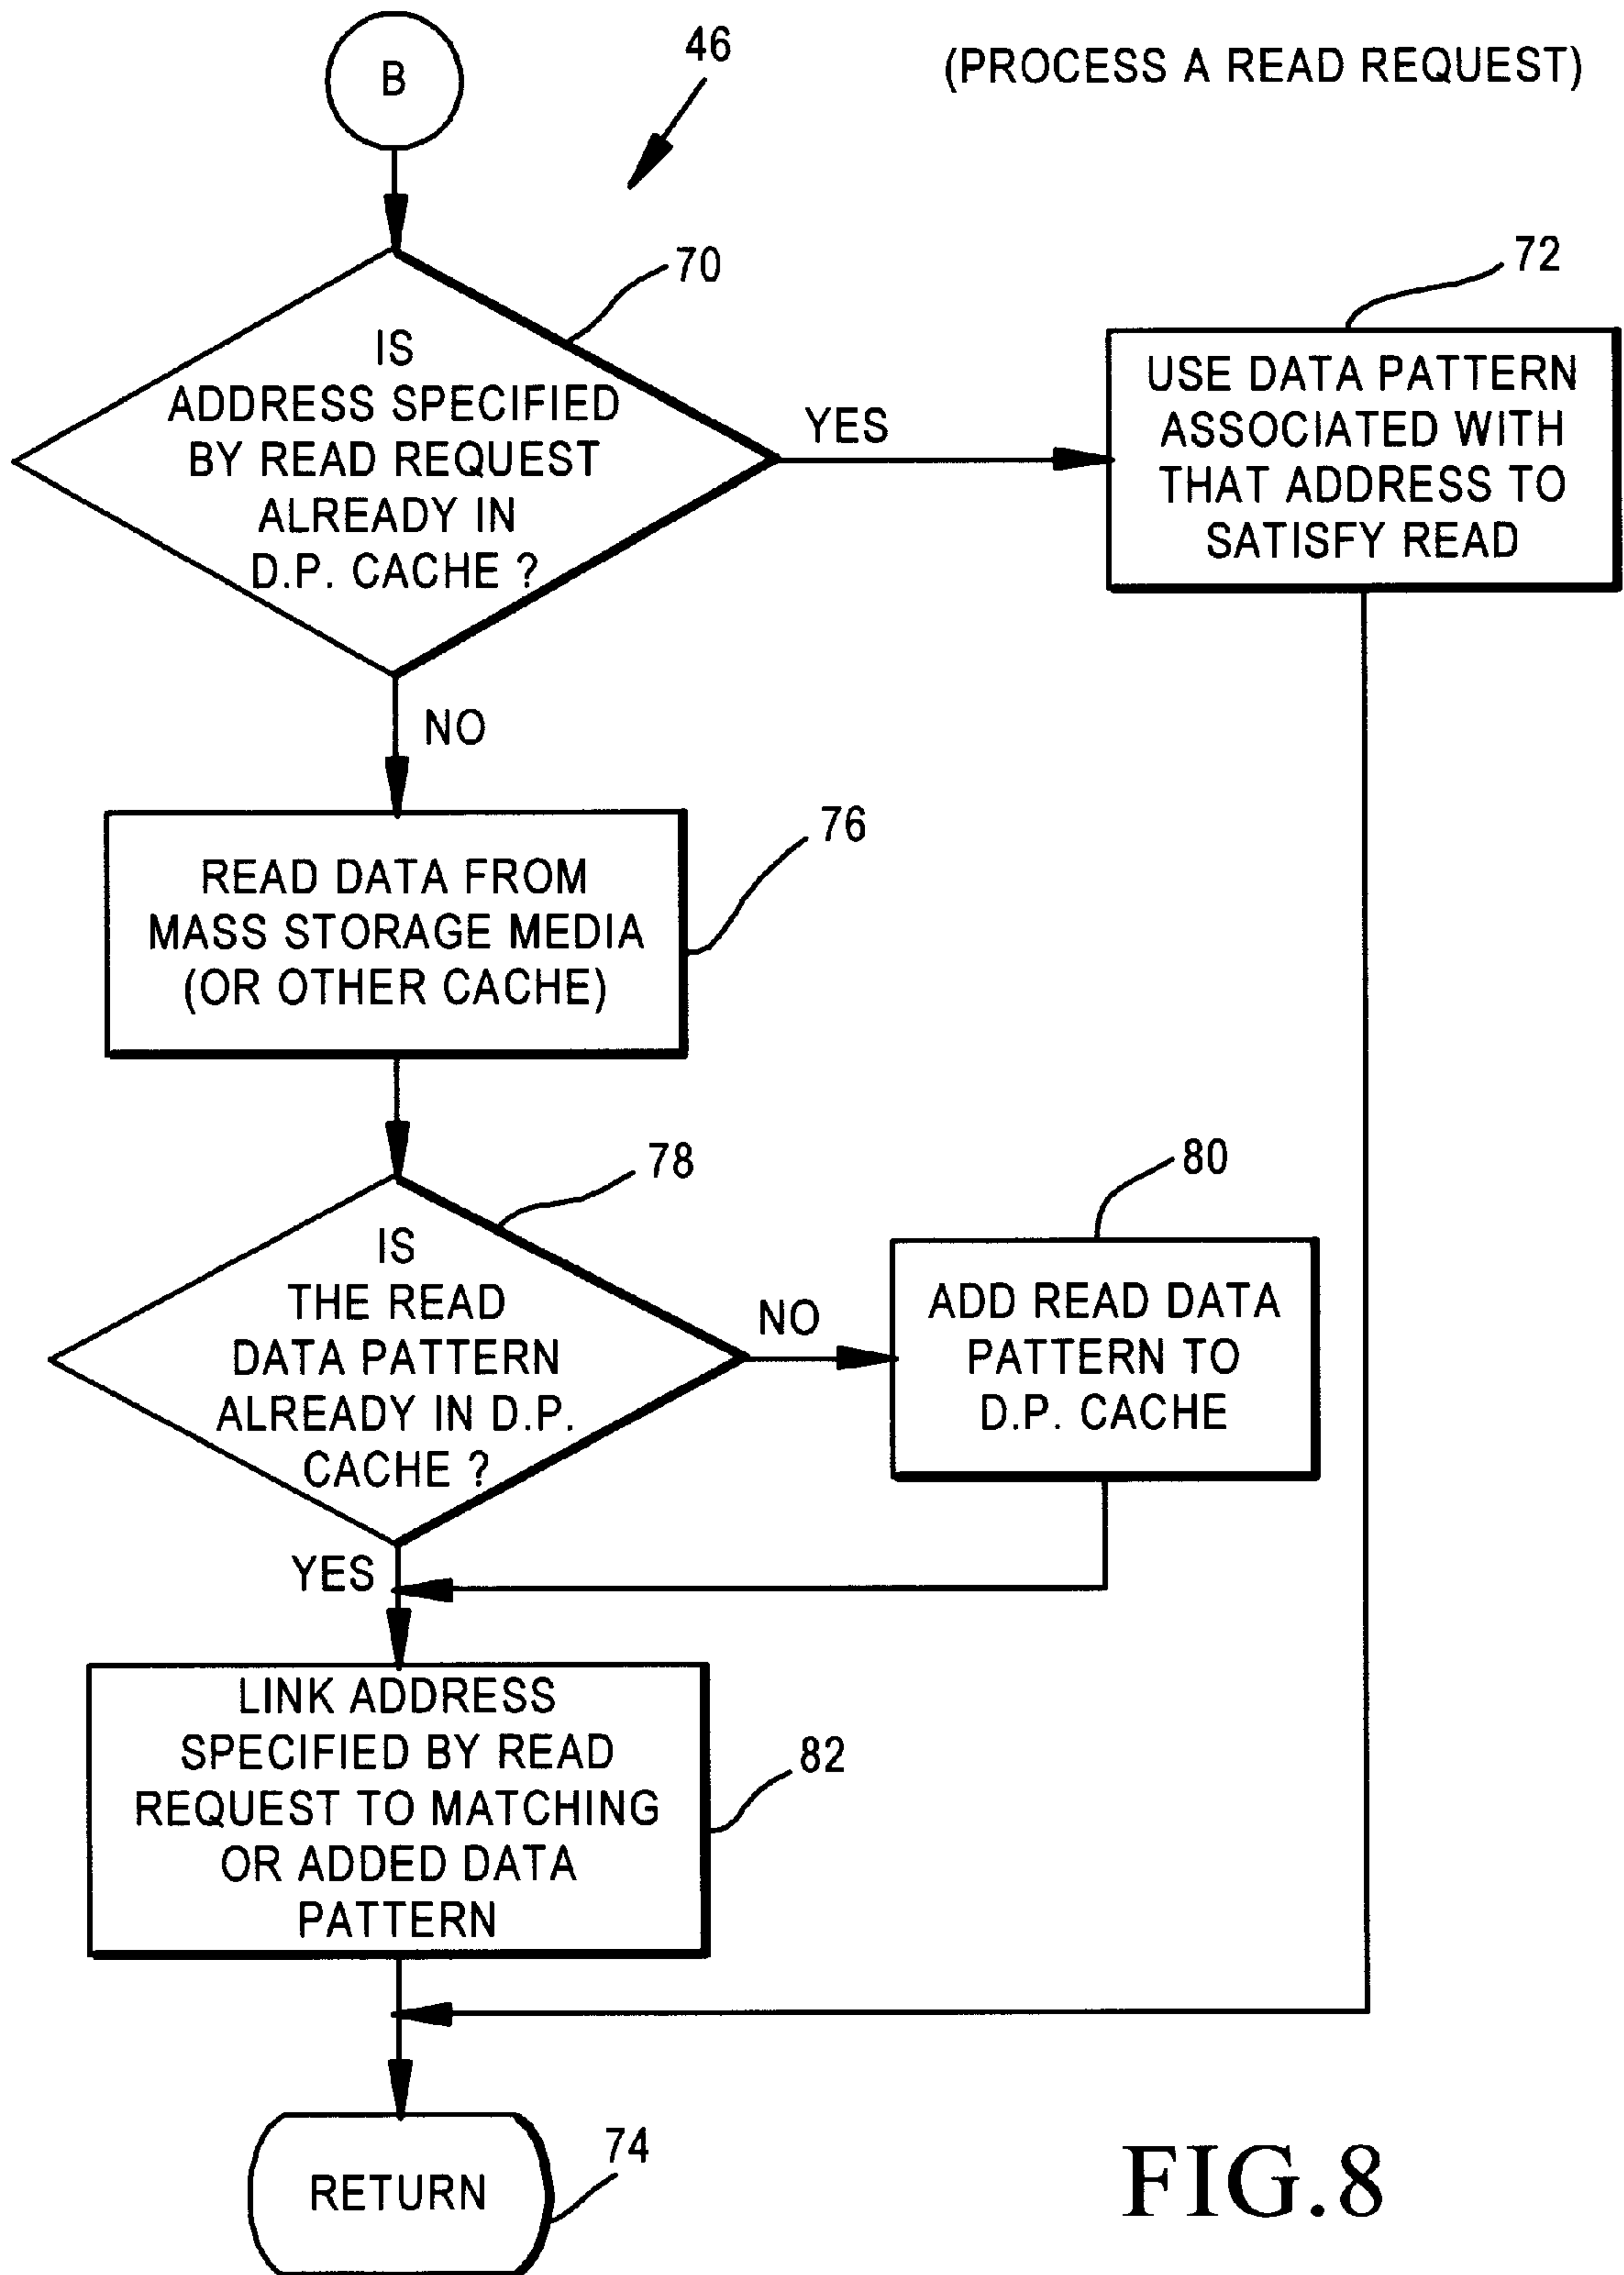 B
46
(PROCESS A READ REQUEST)
70
IS
ADDRESS SPECIFIED
BY READ REQUEST
ALREADY IN
D.P. CACHE ?
YES
72
USE DATA PATTERN
ASSOCIATED WITH
THAT ADDRESS TO
SATISFY READ
NO
76
READ DATA FROM
MASS STORAGE MEDIA
(OR OTHER CACHE)
78
IS
THE READ
DATA PATTERN
ALREADY IN D.P.
CACHE ?
NO
80
ADD READ DATA
PATTERN TO
D.P. CACHE
YES
LINK ADDRESS
SPECIFIED BY READ
REQUEST TO MATCHING
OR ADDED DATA
PATTERN
82
RETURN
74
FIG.8